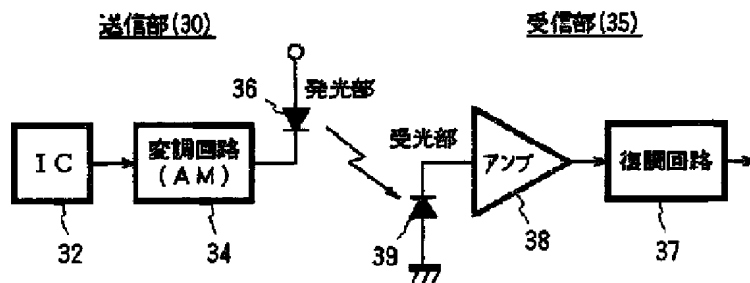 送信部(30)
受信部(35)
36
発光部
IC
変調回路
(AM)
受光部
アンプ
復調回路
32
34
39
38
37